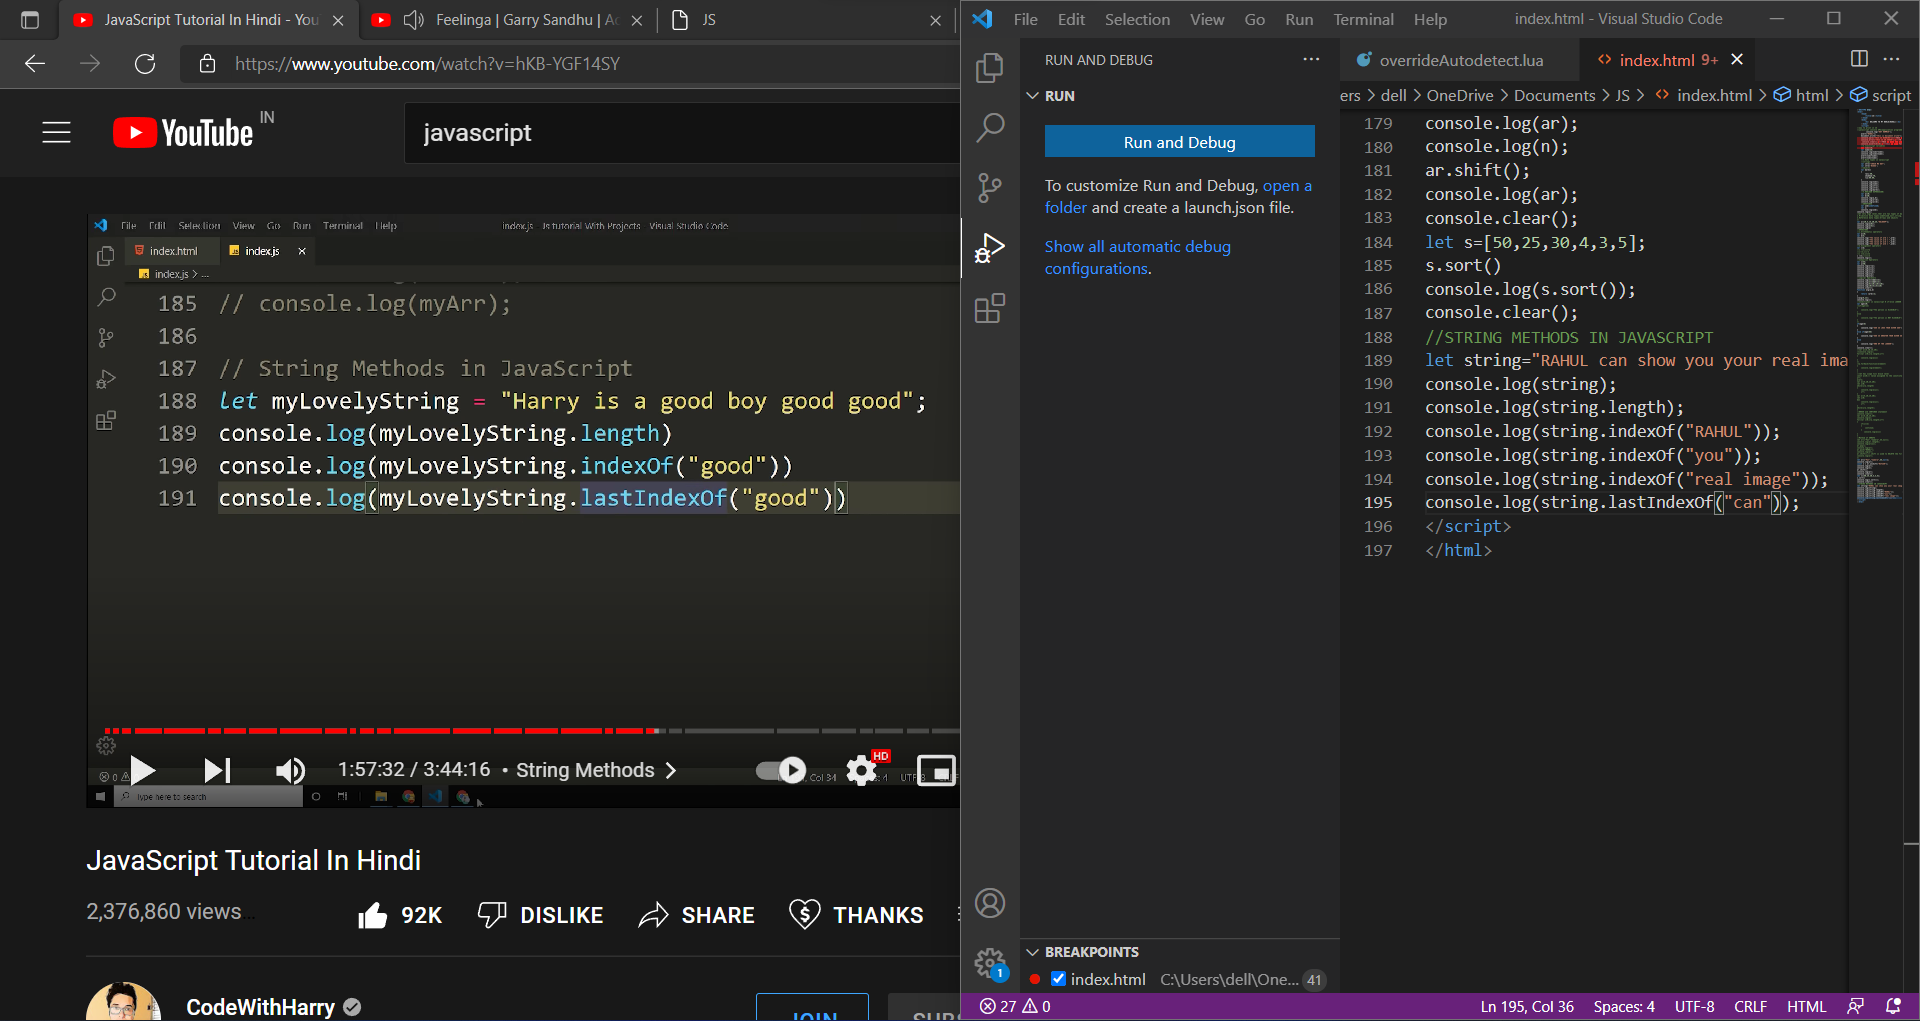 JavaScript Tutorial In Hindi - You
Feelinga | Garry Sandhu | Ac
JS
https://www.youtube.com/watch?v=hKB-YGF14SY
YouTube IN
javascript
File Edit Selection View Go Run Terminal Help
index.js - Js tutorial With Projects - Visual Studio Code
index.html
index.js
index.js > ...
185 // console.log(myArr);
186
187 // String Methods in JavaScript
188 let myLovelyString = "Harry is a good boy good good";
189 console.log(myLovelyString.length)
190 console.log(myLovelyString.indexOf("good"))
191 console.log(myLovelyString.lastIndexOf("good"))
1:57:32 / 3:44:16 • String Methods
HD
Type here to search
JavaScript Tutorial In Hindi
2,376,860 views
92K
DISLIKE
SHARE
THANKS
CodeWithHarry
JOIN
File Edit Selection View Go Run Terminal Help
index.html - Visual Studio Code
RUN AND DEBUG
RUN
Run and Debug
To customize Run and Debug, open a
folder and create a launch.json file.
Show all automatic debug
configurations.
overrideAutodetect.lua
index.html 9+
ers > dell > OneDrive > Documents > JS > index.html > html > script
179 console.log(ar);
180 console.log(n);
181 ar.shift();
182 console.log(ar);
183 console.clear();
184 let s=[50,25,30,4,3,5];
185 s.sort()
186 console.log(s.sort());
187 console.clear();
188 //STRING METHODS IN JAVASCRIPT
189 let string="RAHUL can show you your real ima
190 console.log(string);
191 console.log(string.length);
192 console.log(string.indexOf("RAHUL"));
193 console.log(string.indexOf("you"));
194 console.log(string.indexOf("real image"));
195 console.log(string.lastIndexOf("can"));
196 </script>
197 </html>
BREAKPOINTS
index.html C:\Users\dell\One... 41
1
27 0
Ln 195, Col 36
Spaces: 4
UTF-8
CRLF
HTML